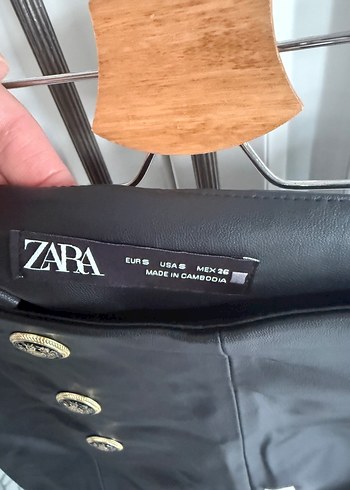 ZARA
EUR S USA S MEX 26
MADE IN CAMBODIA